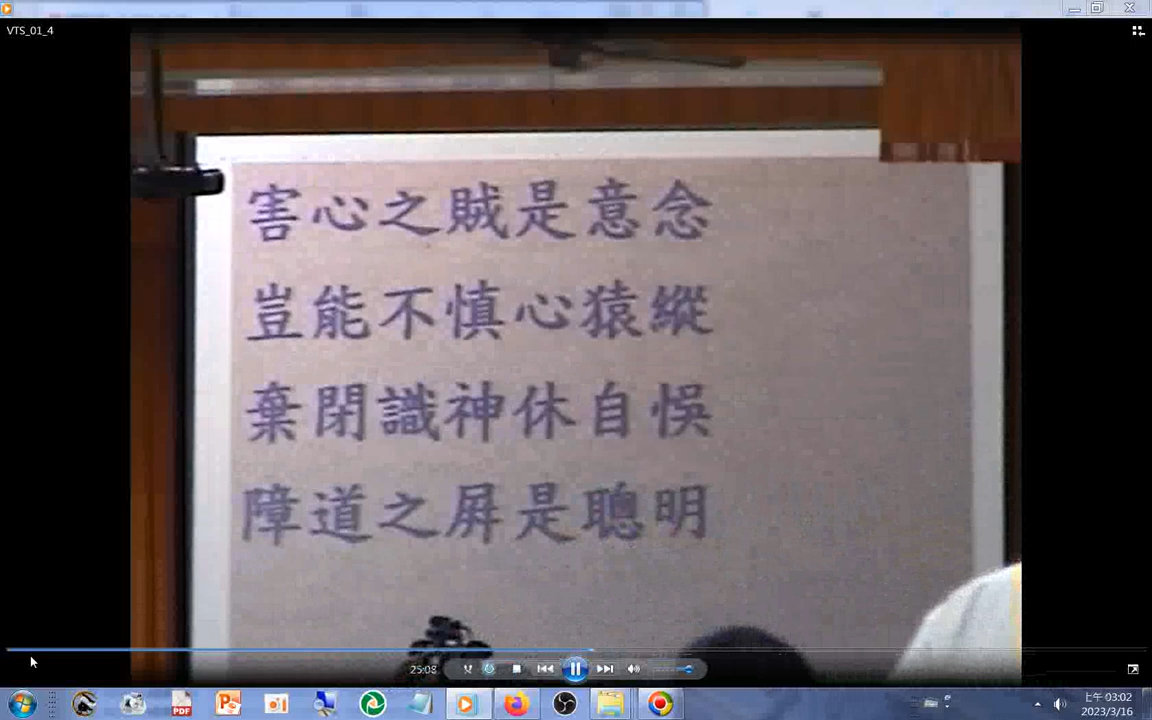 VTS_01_4
害心之賊是意念
豈能不慎心猿縱
棄閉識神休自悞
障道之屏是聰明
25:08
上午 03:02
2023/3/16